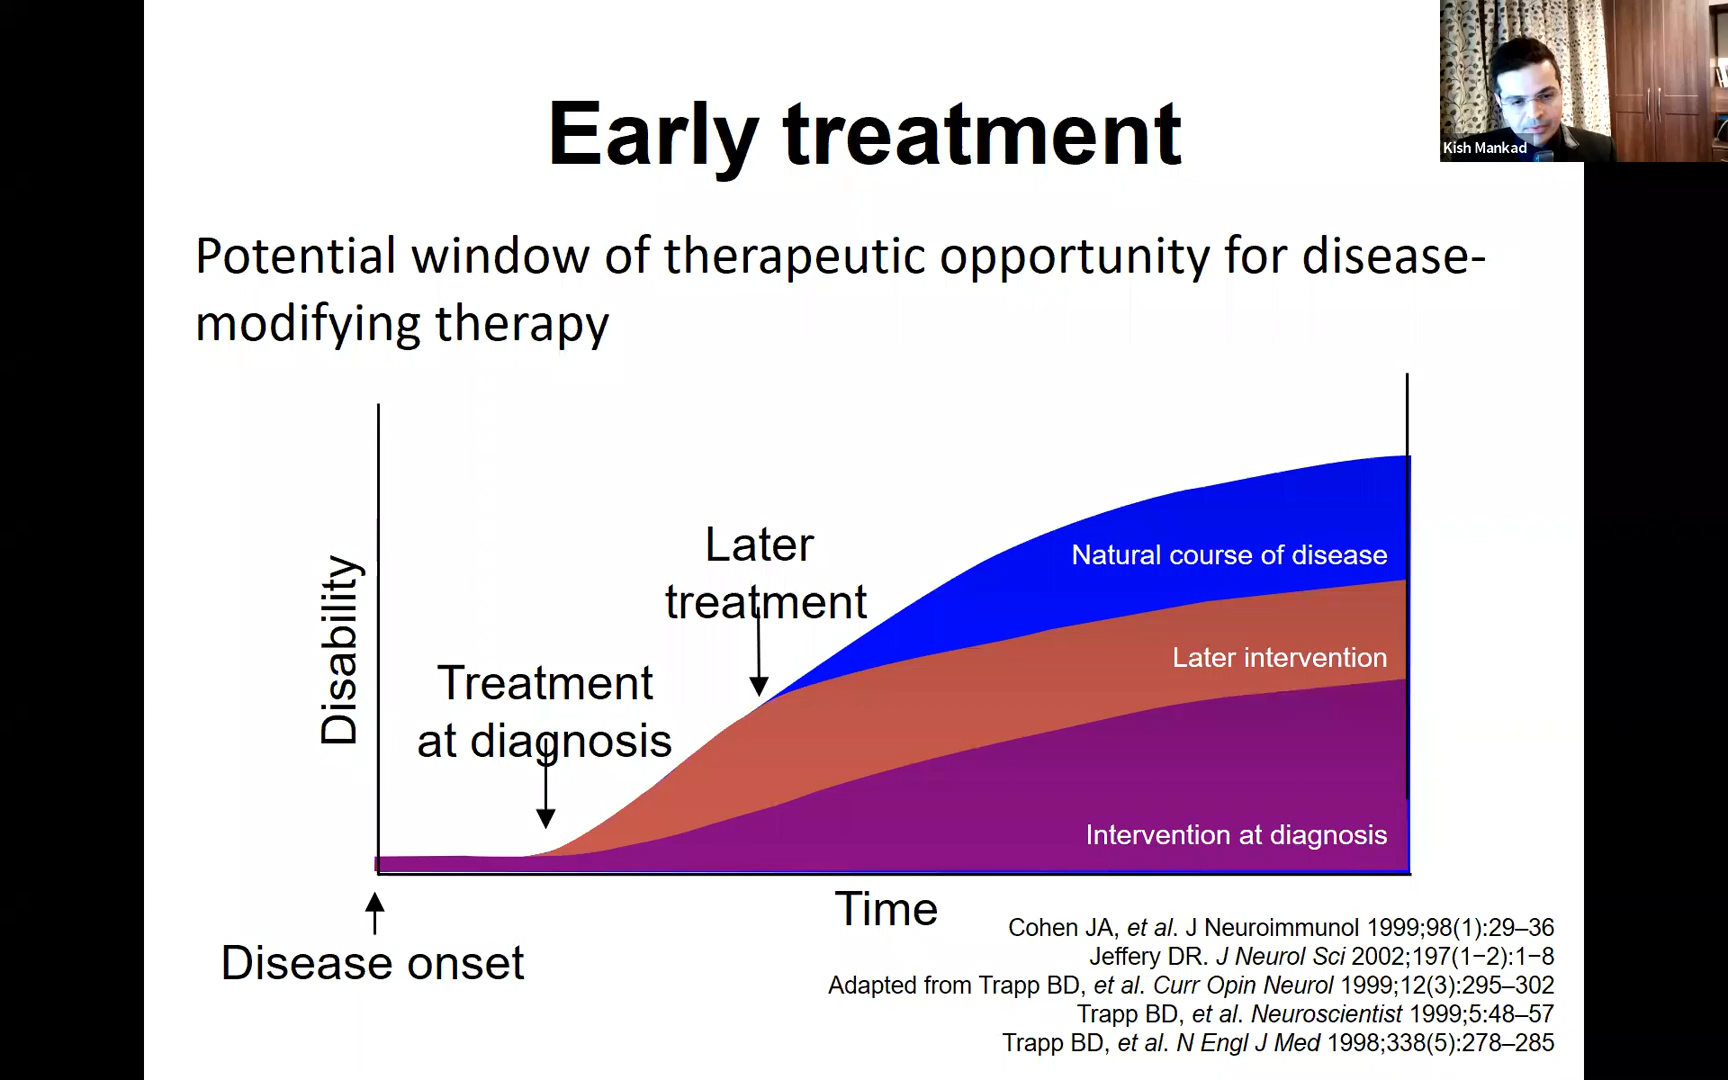 Kish Mankad
Early treatment
Potential window of therapeutic opportunity for disease-
modifying therapy
Later
treatment
Natural course of disease
Disability
Treatment
at diagnosis
Later intervention
Intervention at diagnosis
Time
Disease onset
Cohen JA, et al. J Neuroimmunol 1999;98(1):29–36
Jeffery DR. J Neurol Sci 2002;197(1−2):1−8
Adapted from Trapp BD, et al. Curr Opin Neurol 1999;12(3):295–302
Trapp BD, et al. Neuroscientist 1999;5:48–57
Trapp BD, et al. N Engl J Med 1998;338(5):278–285